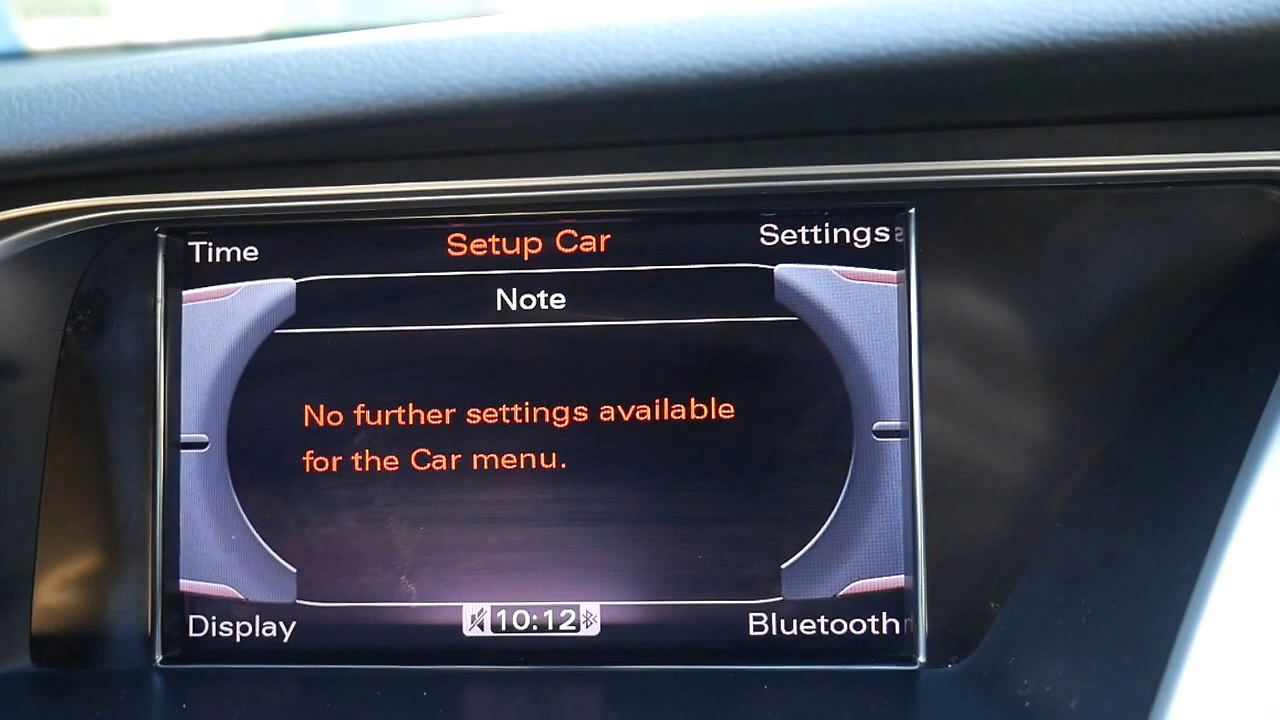 Time
Setup Car
Settings
Note
No further settings available
for the Car menu.
Display
10:12
Bluetooth